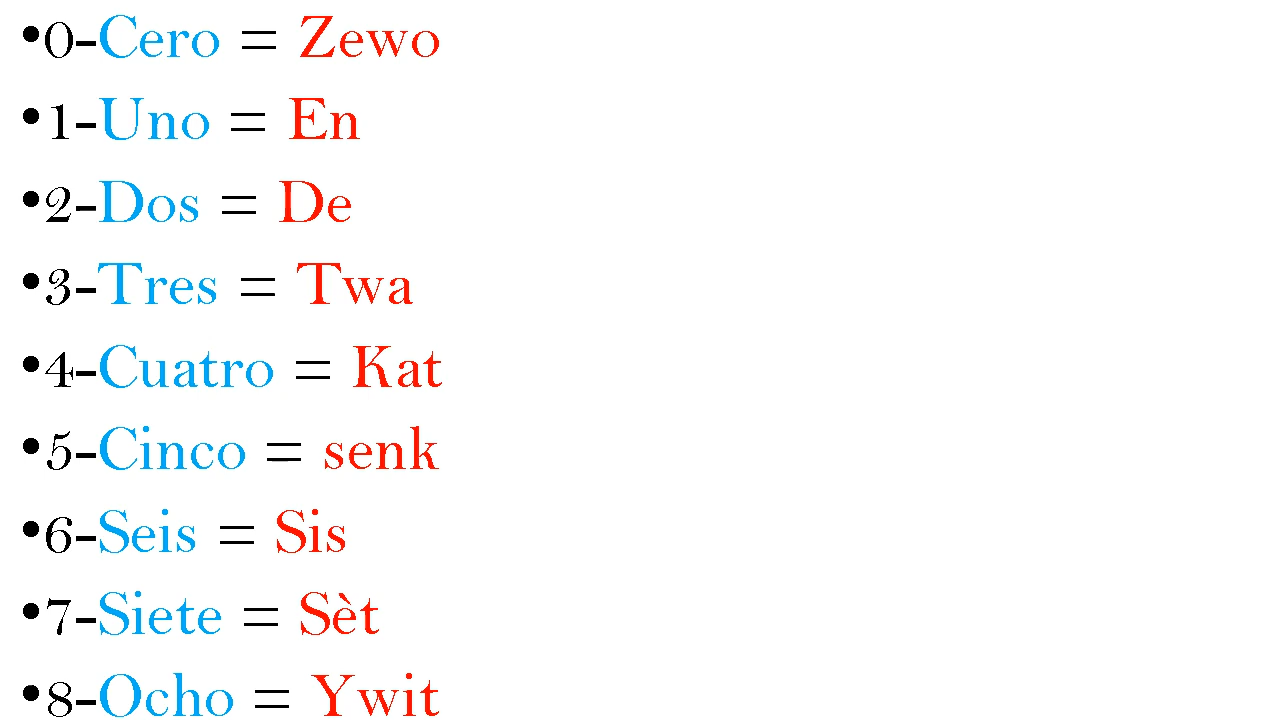 •0-Cero = Zewo
•1-Uno = En
•2-Dos = De
•3-Tres = Twa
•4-Cuatro = Kat
•5-Cinco = senk
•6-Seis = Sis
•7-Siete = Sèt
•8-Ocho = Ywit